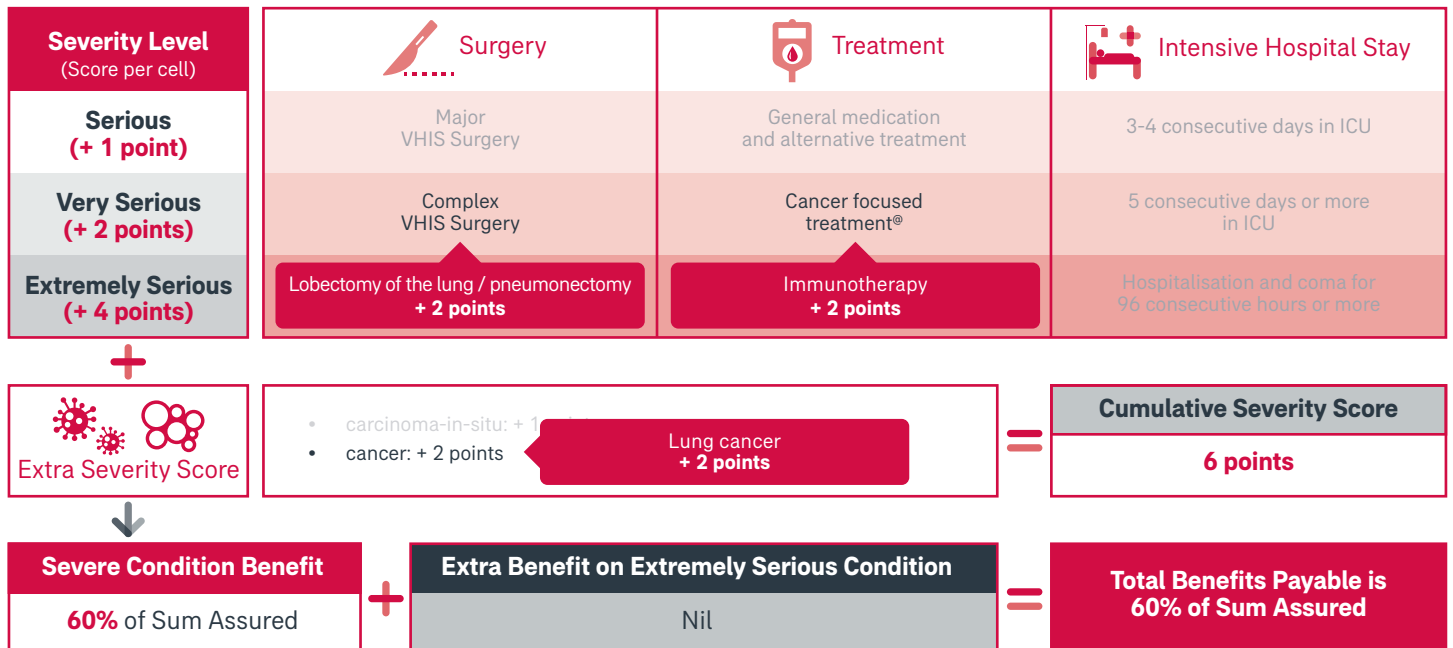 Severity Level
(Score per cell)
Surgery
Treatment
Intensive Hospital Stay
Serious
(+ 1 point)
Major
VHIS Surgery
General medication
and alternative treatment
3-4 consecutive days in ICU
Very Serious
(+ 2 points)
Complex
VHIS Surgery
Cancer focused
treatment@
5 consecutive days or more
in ICU
Extremely Serious
(+ 4 points)
Lobectomy of the lung / pneumonectomy
+ 2 points
Immunotherapy
+ 2 points
Hospitalisation and coma for
96 consecutive hours or more
+
Extra Severity Score
• carcinoma-in-situ: + 1
• cancer: + 2 points
Lung cancer
+ 2 points
=
Cumulative Severity Score
6 points
Severe Condition Benefit
60% of Sum Assured
+
Extra Benefit on Extremely Serious Condition
Nil
=
Total Benefits Payable is
60% of Sum Assured